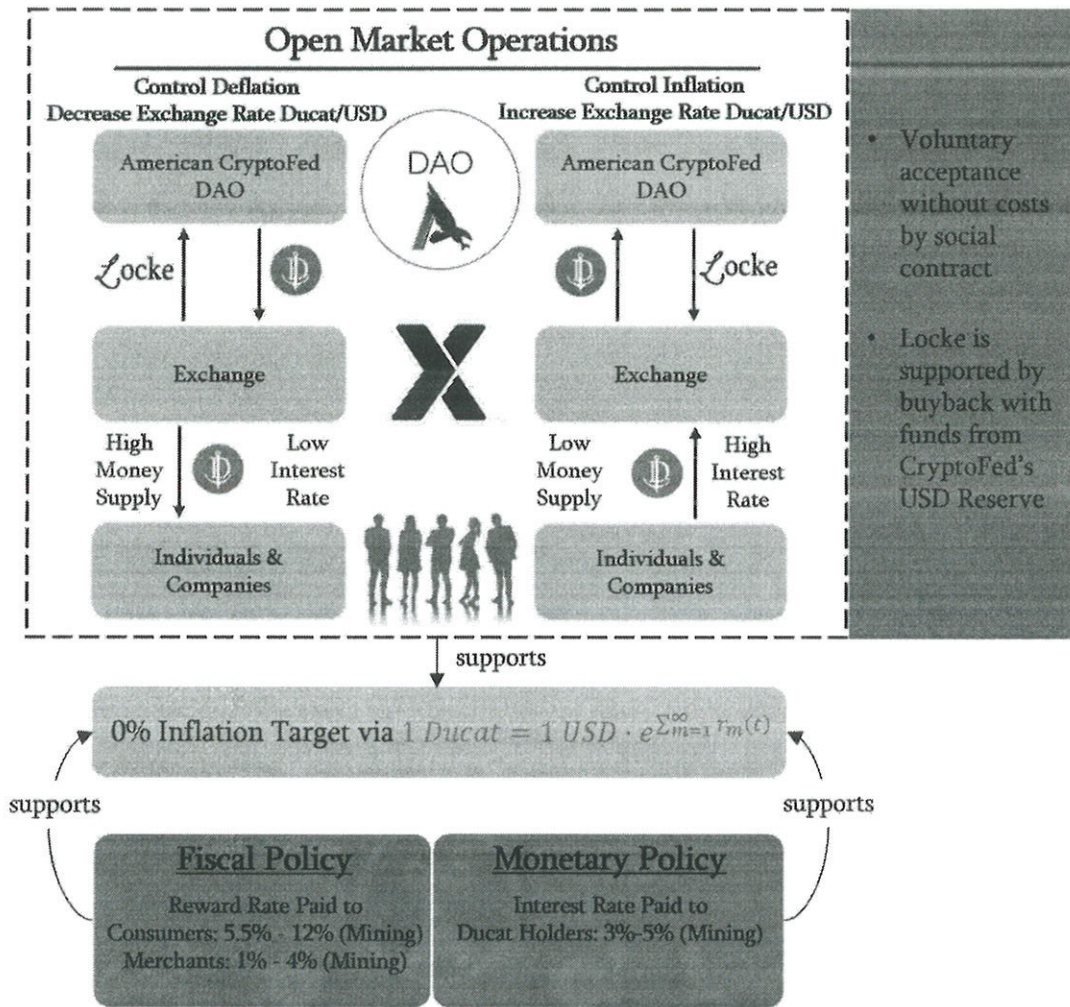 Open Market Operations
Control Deflation
Decrease Exchange Rate Ducat/USD
American CryptoFed
DAO
Locke
Exchange
High
Money
Supply
Low
Interest
Rate
Individuals &
Companies
DAO
Control Inflation
Increase Exchange Rate Ducat/USD
American CryptoFed
DAO
Locke
Exchange
Low
Money
Supply
High
Interest
Rate
Individuals &
Companies
• Voluntary
acceptance
without costs
by social
contract
• Locke is
supported by
buyback with
funds from
CryptoFed's
USD Reserve
supports
0% Inflation Target via 1 Ducat = 1 USD · e^{∑_{m=1}^{∞} r_m(t)}
supports
supports
Fiscal Policy
Reward Rate Paid to
Consumers: 5.5% - 12% (Mining)
Merchants: 1% - 4% (Mining)
Monetary Policy
Interest Rate Paid to
Ducat Holders: 3%-5% (Mining)